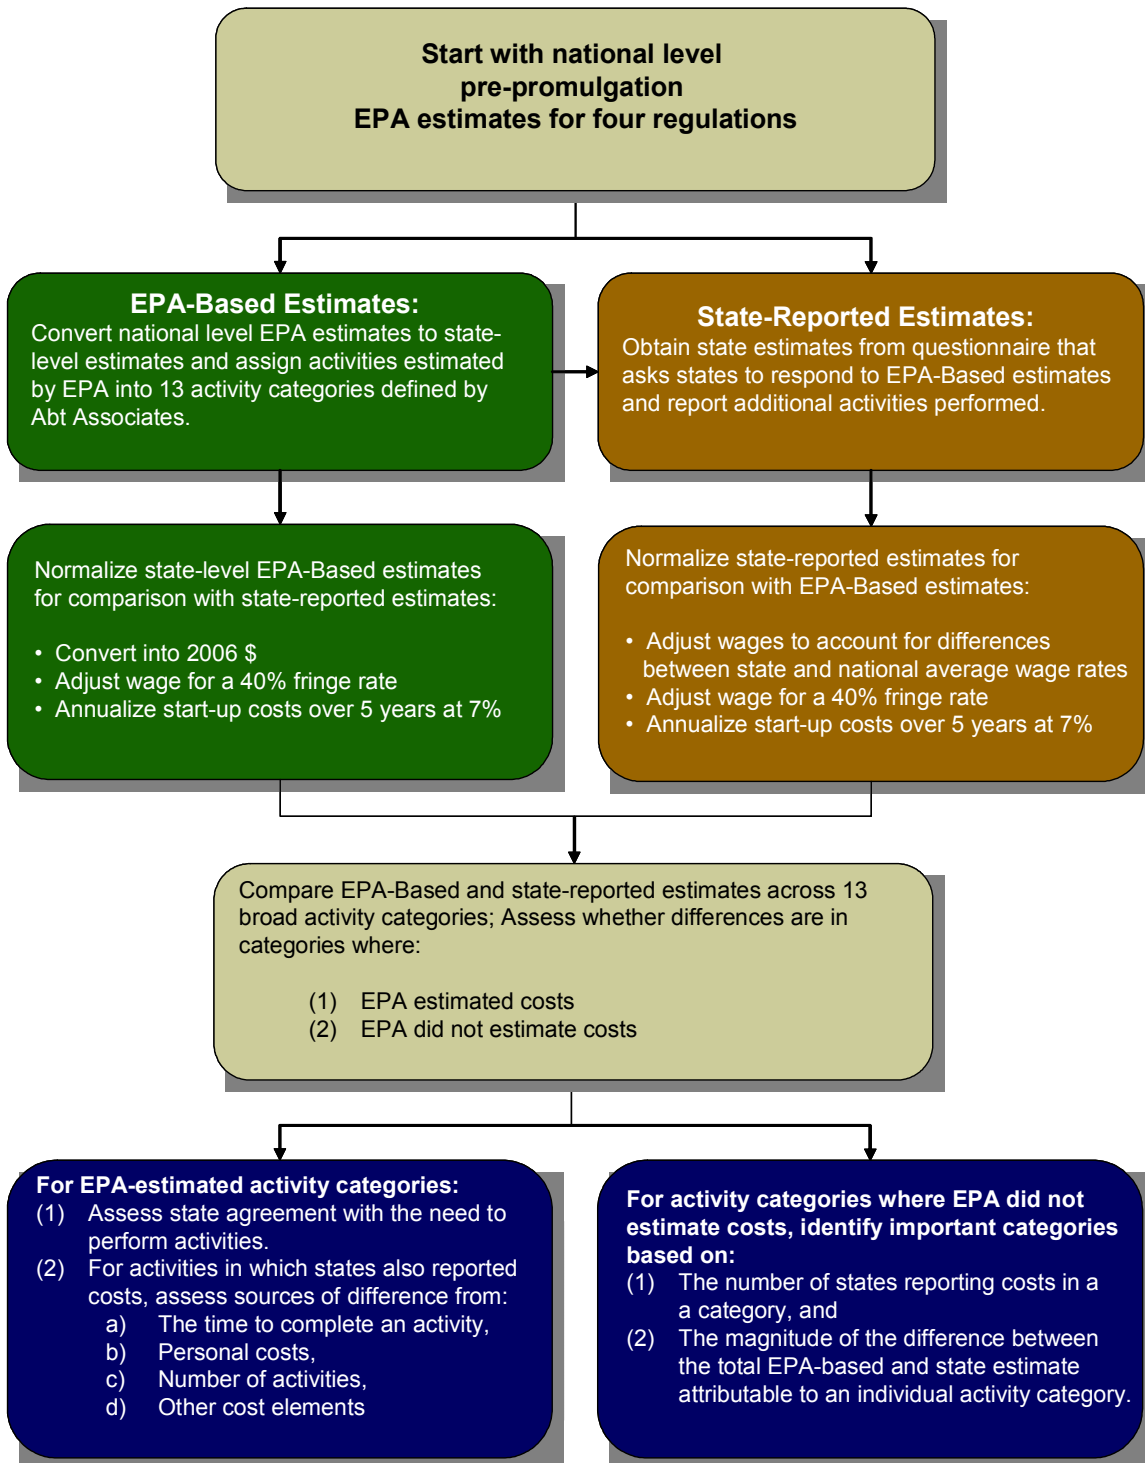 Start with national level
pre-promulgation
EPA estimates for four regulations
EPA-Based Estimates:
Convert national level EPA estimates to state-
level estimates and assign activities estimated
by EPA into 13 activity categories defined by
Abt Associates.
State-Reported Estimates:
Obtain state estimates from questionnaire that
asks states to respond to EPA-Based estimates
and report additional activities performed.
Normalize state-level EPA-Based estimates
for comparison with state-reported estimates:
• Convert into 2006 $
• Adjust wage for a 40% fringe rate
• Annualize start-up costs over 5 years at 7%
Normalize state-reported estimates for
comparison with EPA-Based estimates:
• Adjust wages to account for differences
between state and national average wage rates
• Adjust wage for a 40% fringe rate
• Annualize start-up costs over 5 years at 7%
Compare EPA-Based and state-reported estimates across 13
broad activity categories; Assess whether differences are in
categories where:
(1) EPA estimated costs
(2) EPA did not estimate costs
For EPA-estimated activity categories:
(1) Assess state agreement with the need to
perform activities.
(2) For activities in which states also reported
costs, assess sources of difference from:
a) The time to complete an activity,
b) Personal costs,
c) Number of activities,
d) Other cost elements
For activity categories where EPA did not
estimate costs, identify important categories
based on:
(1) The number of states reporting costs in a
a category, and
(2) The magnitude of the difference between
the total EPA-based and state estimate
attributable to an individual activity category.